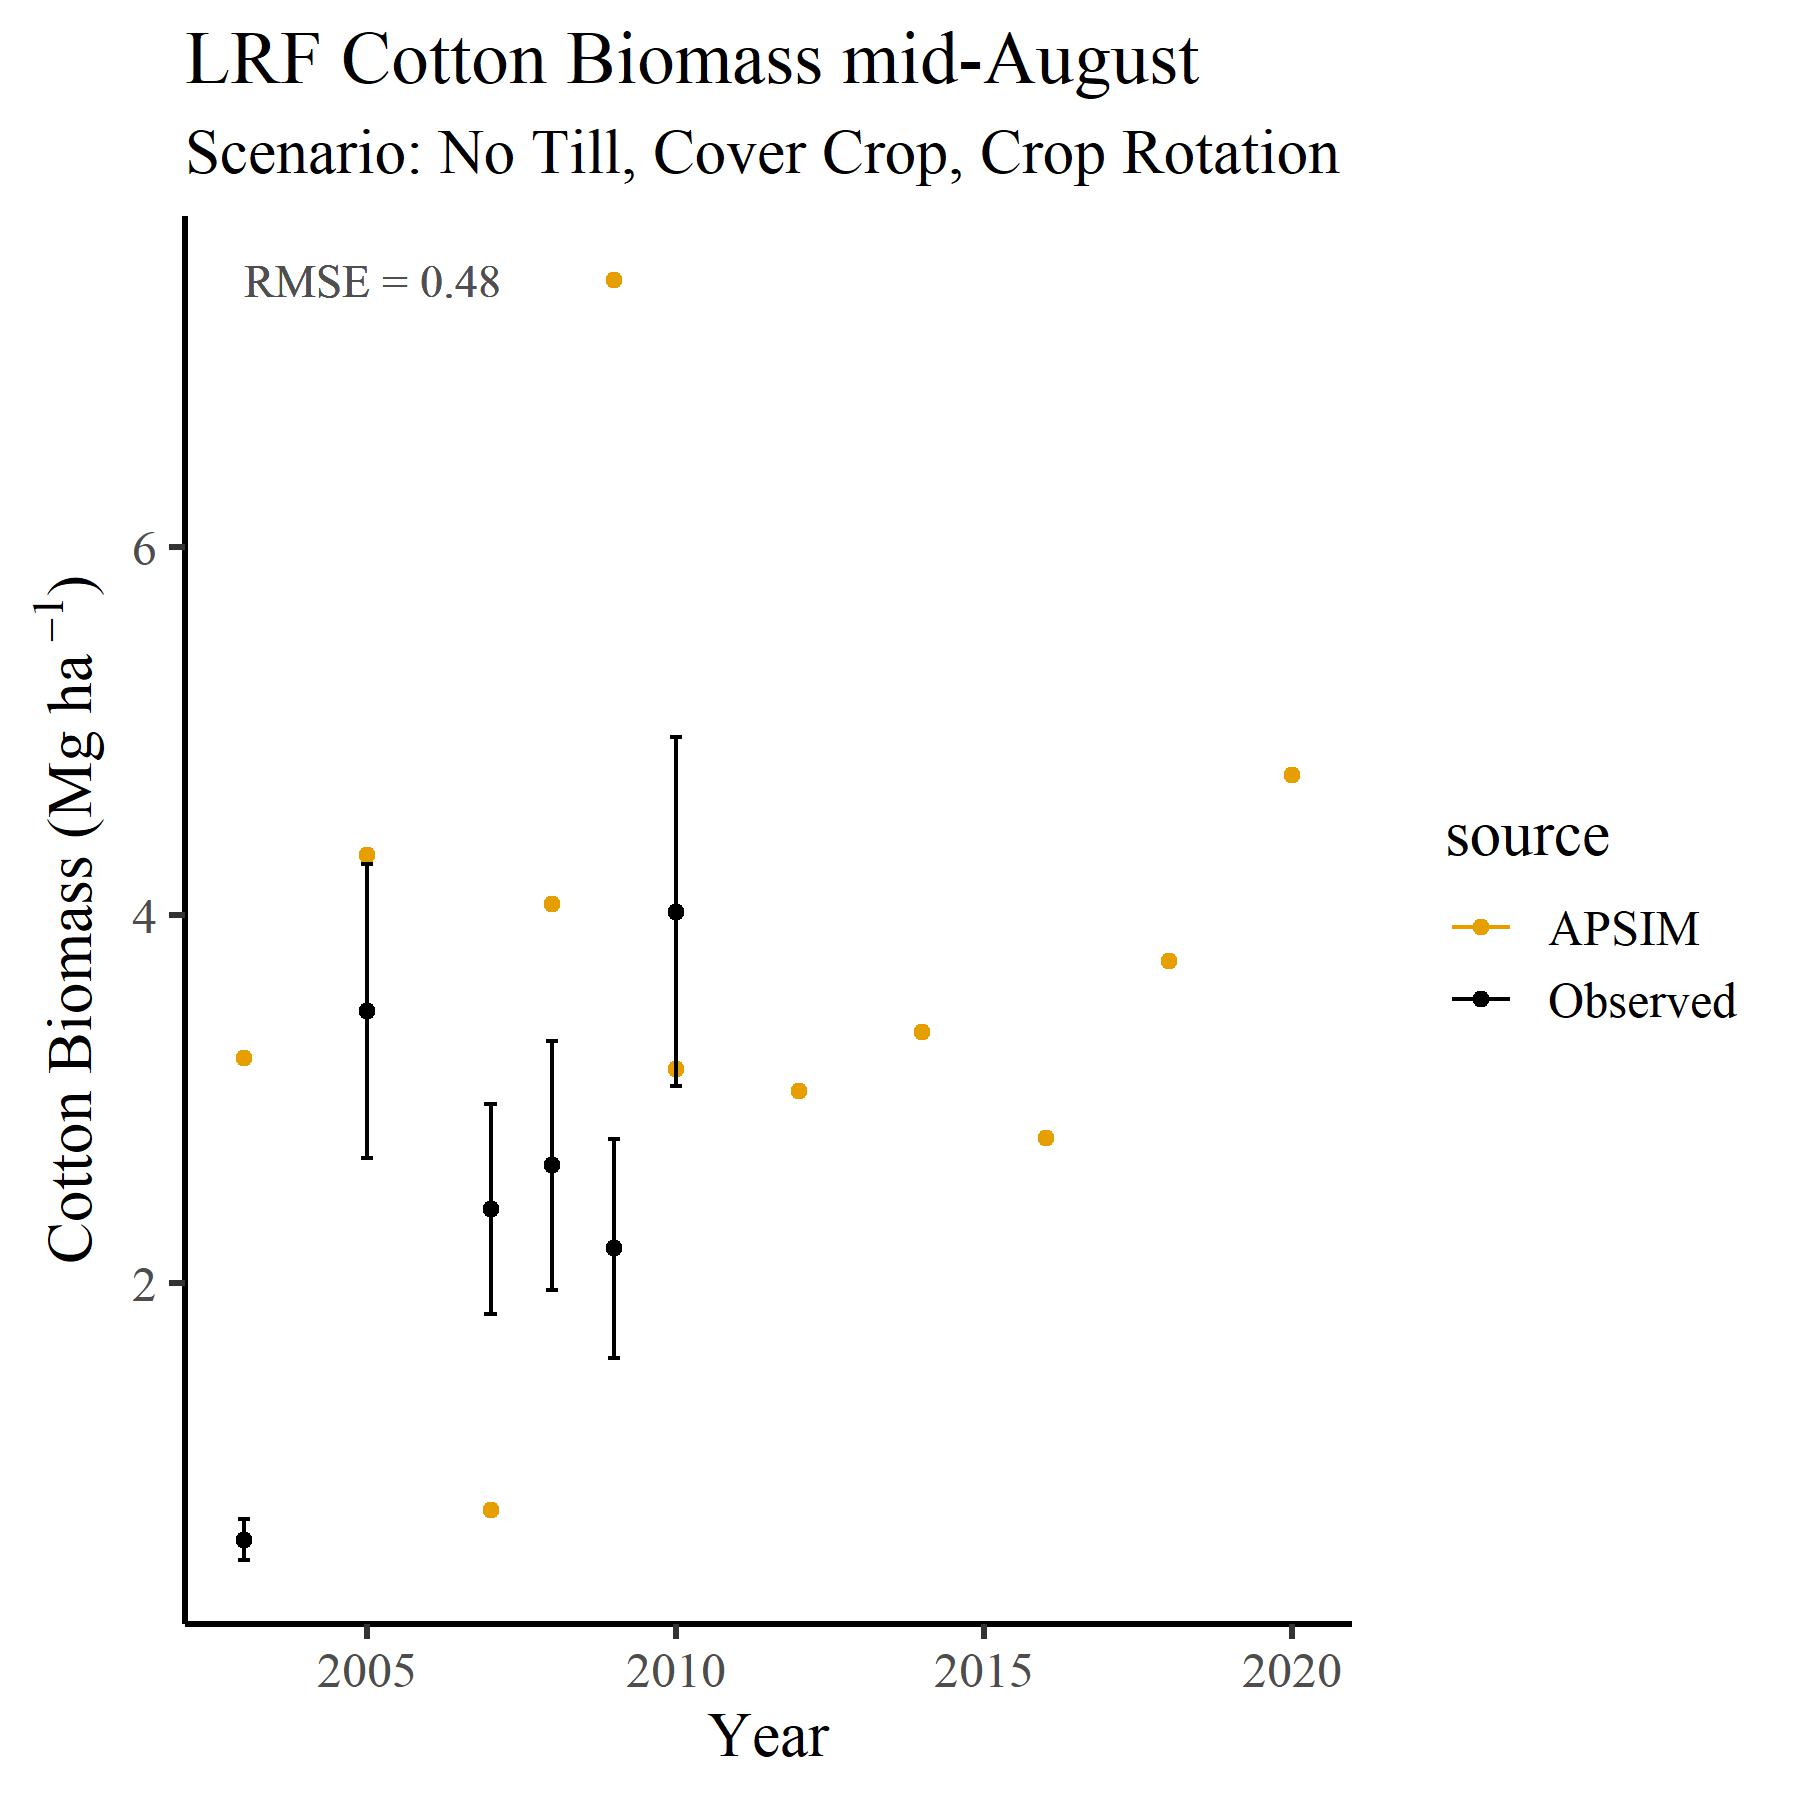 LRF Cotton Biomass mid-August
Scenario: No Till, Cover Crop, Crop Rotation
RMSE = 0.48
6
4
2
Cotton Biomass (Mg ha −1)
2005
2010
2015
2020
Year
source
APSIM
Observed